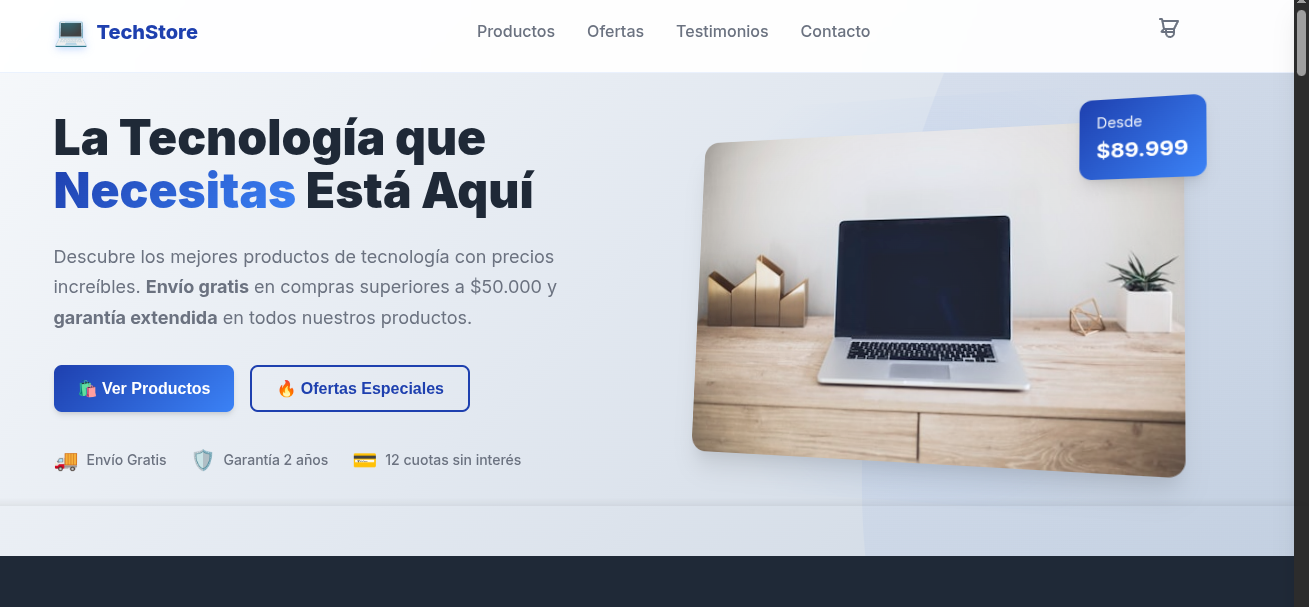 TechStore
Productos
Ofertas
Testimonios
Contacto
La Tecnología que
Necesitas Está Aquí
Descubre los mejores productos de tecnología con precios
increíbles. Envío gratis en compras superiores a $50.000 y
garantía extendida en todos nuestros productos.
Ver Productos
Ofertas Especiales
Envío Gratis
Garantía 2 años
12 cuotas sin interés
Desde
$89.999